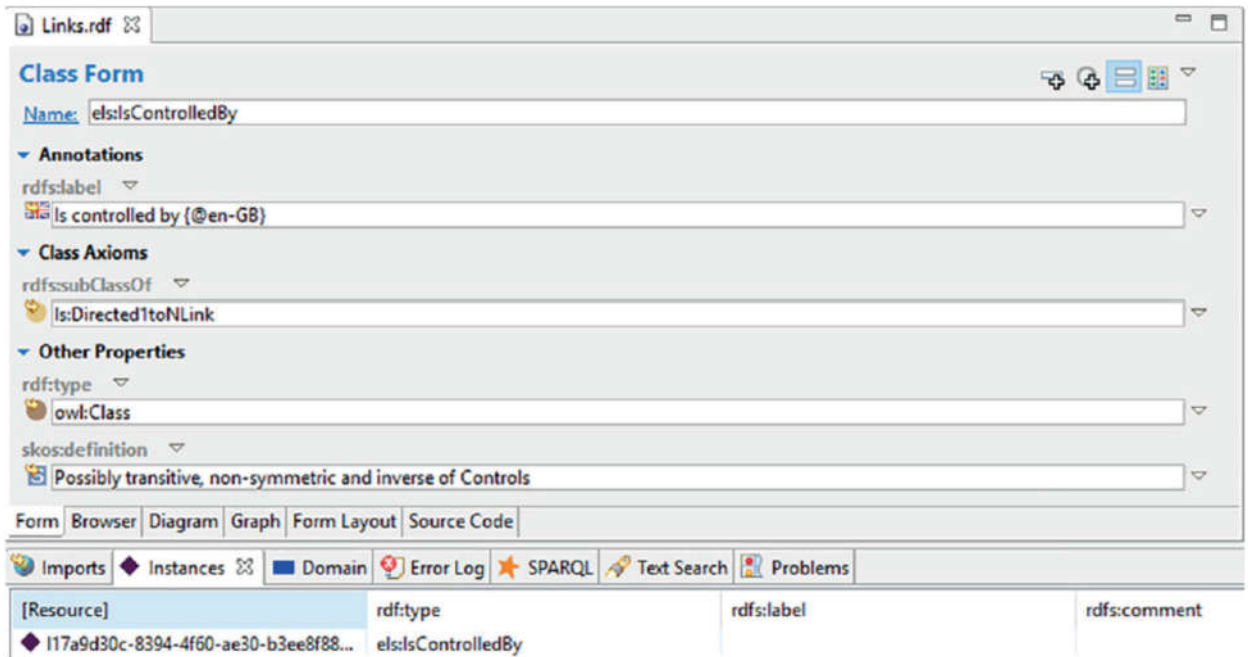 Links.rdf
Class Form
Name: els:IsControlledBy
Annotations
rdfs:label
Is controlled by {@en-GB}
Class Axioms
rdfs:subClassOf
ls:Directed1toNLink
Other Properties
rdf:type
owl:Class
skos:definition
Possibly transitive, non-symmetric and inverse of Controls
Form Browser Diagram Graph Form Layout Source Code
Imports Instances Domain Error Log SPARQL Text Search Problems
[Resource] rdf:type rdfs:label rdfs:comment
I17a9d30c-8394-4f60-ae30-b3ee8f88... els:IsControlledBy